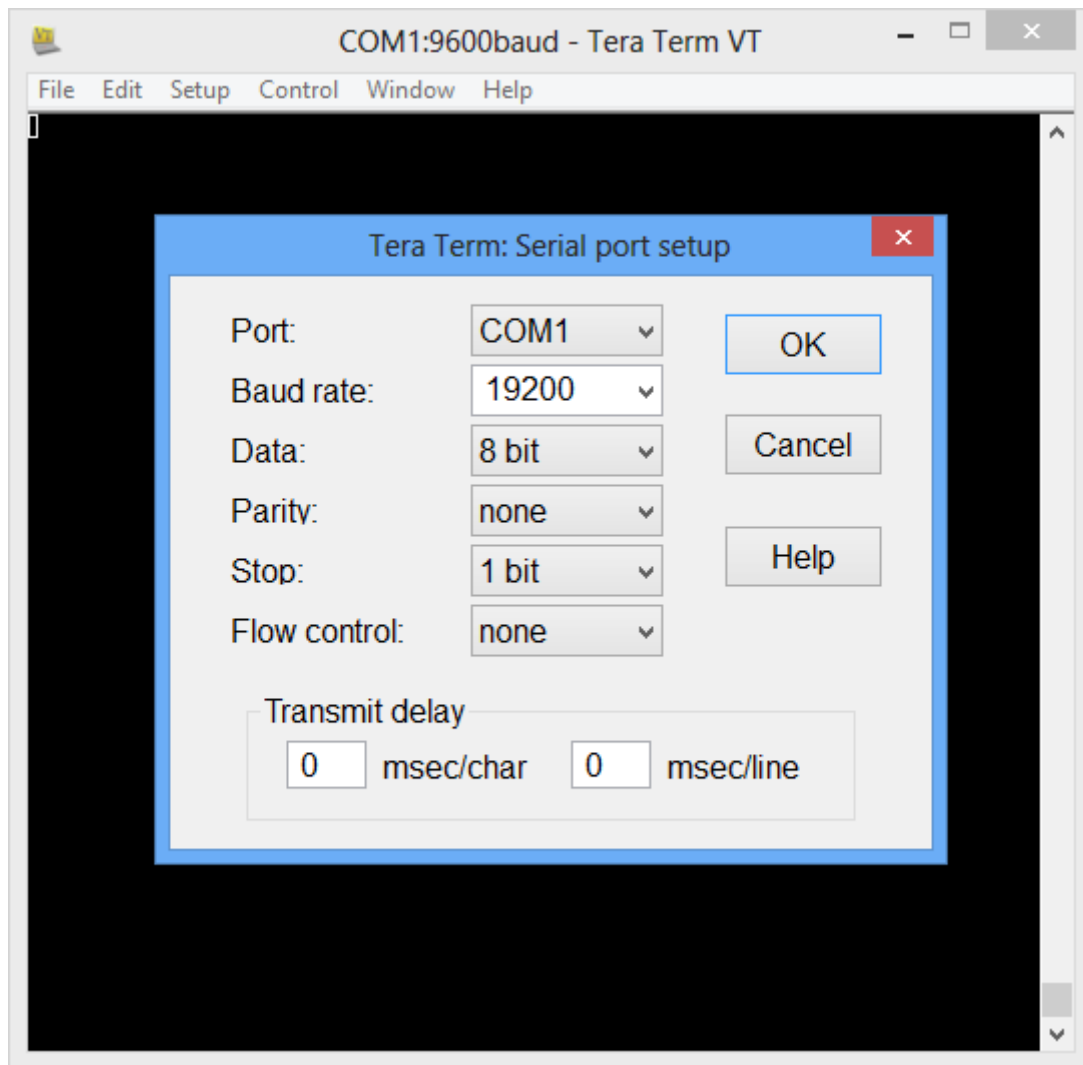 COM1:9600baud - Tera Term VT
File Edit Setup Control Window Help
Tera Term: Serial port setup
Port: COM1 OK
Baud rate: 19200
Data: 8 bit Cancel
Parity: none
Stop: 1 bit Help
Flow control: none
Transmit delay
0 msec/char 0 msec/line